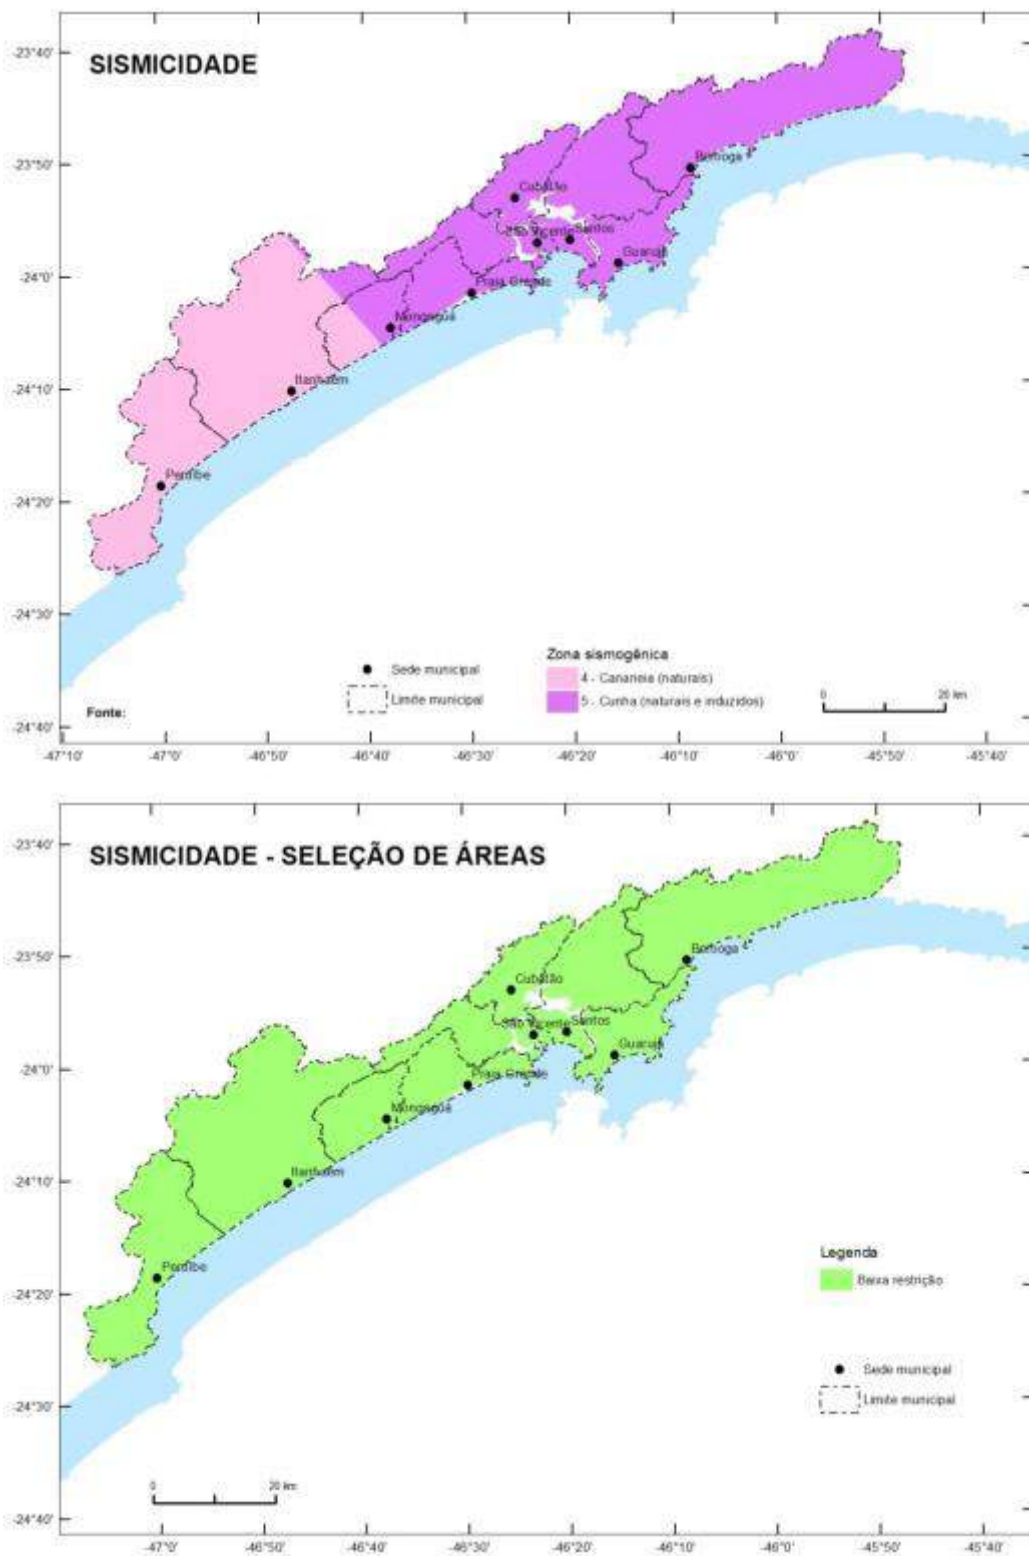 SISMICIDADE
-23°40'
-23°50'
-24°0'
-24°10'
-24°20'
-24°30'
-24°40'
Bertioga
Cubatão
São Vicente
Santos
Guarujá
Praia Grande
Mongaguá
Itanhaém
Peruíbe
Zona sismogênica
Sede municipal
4 - Cananeia (naturais)
Limite municipal
5 - Cunha (naturais e induzidos)
0 20 km
Fonte:
-47°10' -47°0' -46°50' -46°40' -46°30' -46°20' -46°10' -46°0' -45°50' -45°40'
SISMICIDADE - SELEÇÃO DE ÁREAS
-23°40'
-23°50'
-24°0'
-24°10'
-24°20'
-24°30'
-24°40'
Bertioga
Cubatão
São Vicente
Santos
Guarujá
Praia Grande
Mongaguá
Itanhaém
Peruíbe
Legenda
Baixa restrição
Sede municipal
Limite municipal
0 20 km
-47°0' -46°50' -46°40' -46°30' -46°20' -46°10' -46°0' -45°50' -45°40'